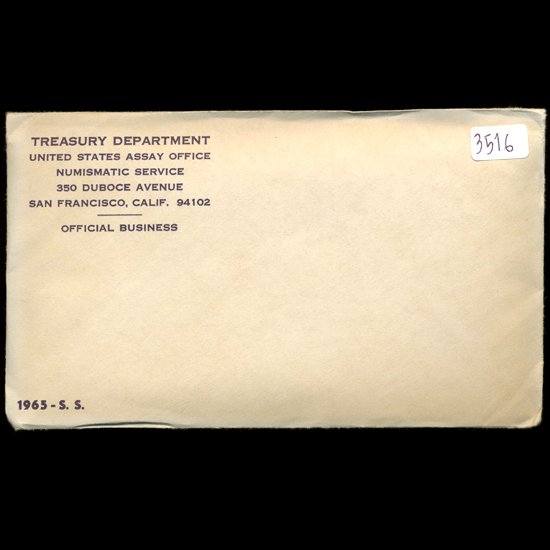 TREASURY DEPARTMENT
UNITED STATES ASSAY OFFICE
NUMISMATIC SERVICE
350 DUBOCE AVENUE
SAN FRANCISCO, CALIF. 94102
OFFICIAL BUSINESS
3516
1965 - S. S.